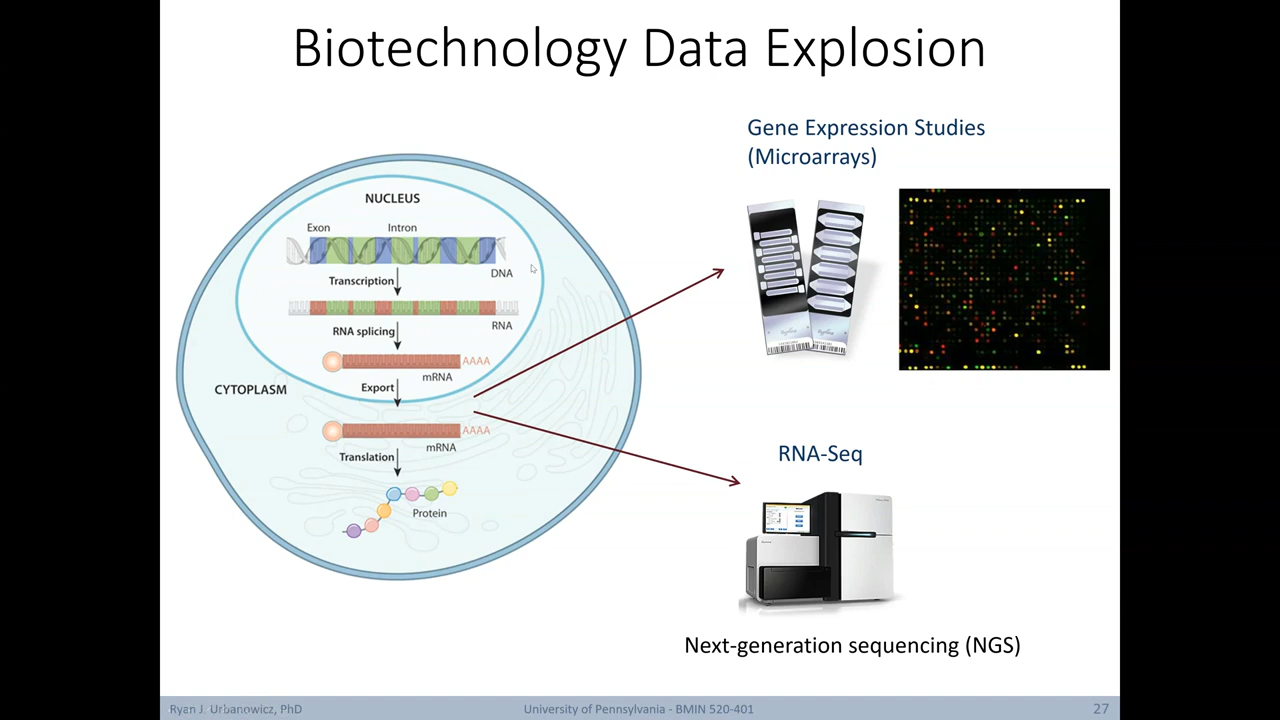 Biotechnology Data Explosion
Gene Expression Studies
(Microarrays)
NUCLEUS
Exon
Intron
DNA
Transcription
RNA
RNA splicing
AAAA
mRNA
Export
CYTOPLASM
AAAA
mRNA
Translation
Protein
RNA-Seq
Next-generation sequencing (NGS)
Ryan J. Urbanowicz, PhD
University of Pennsylvania - BMIN 520-401
27